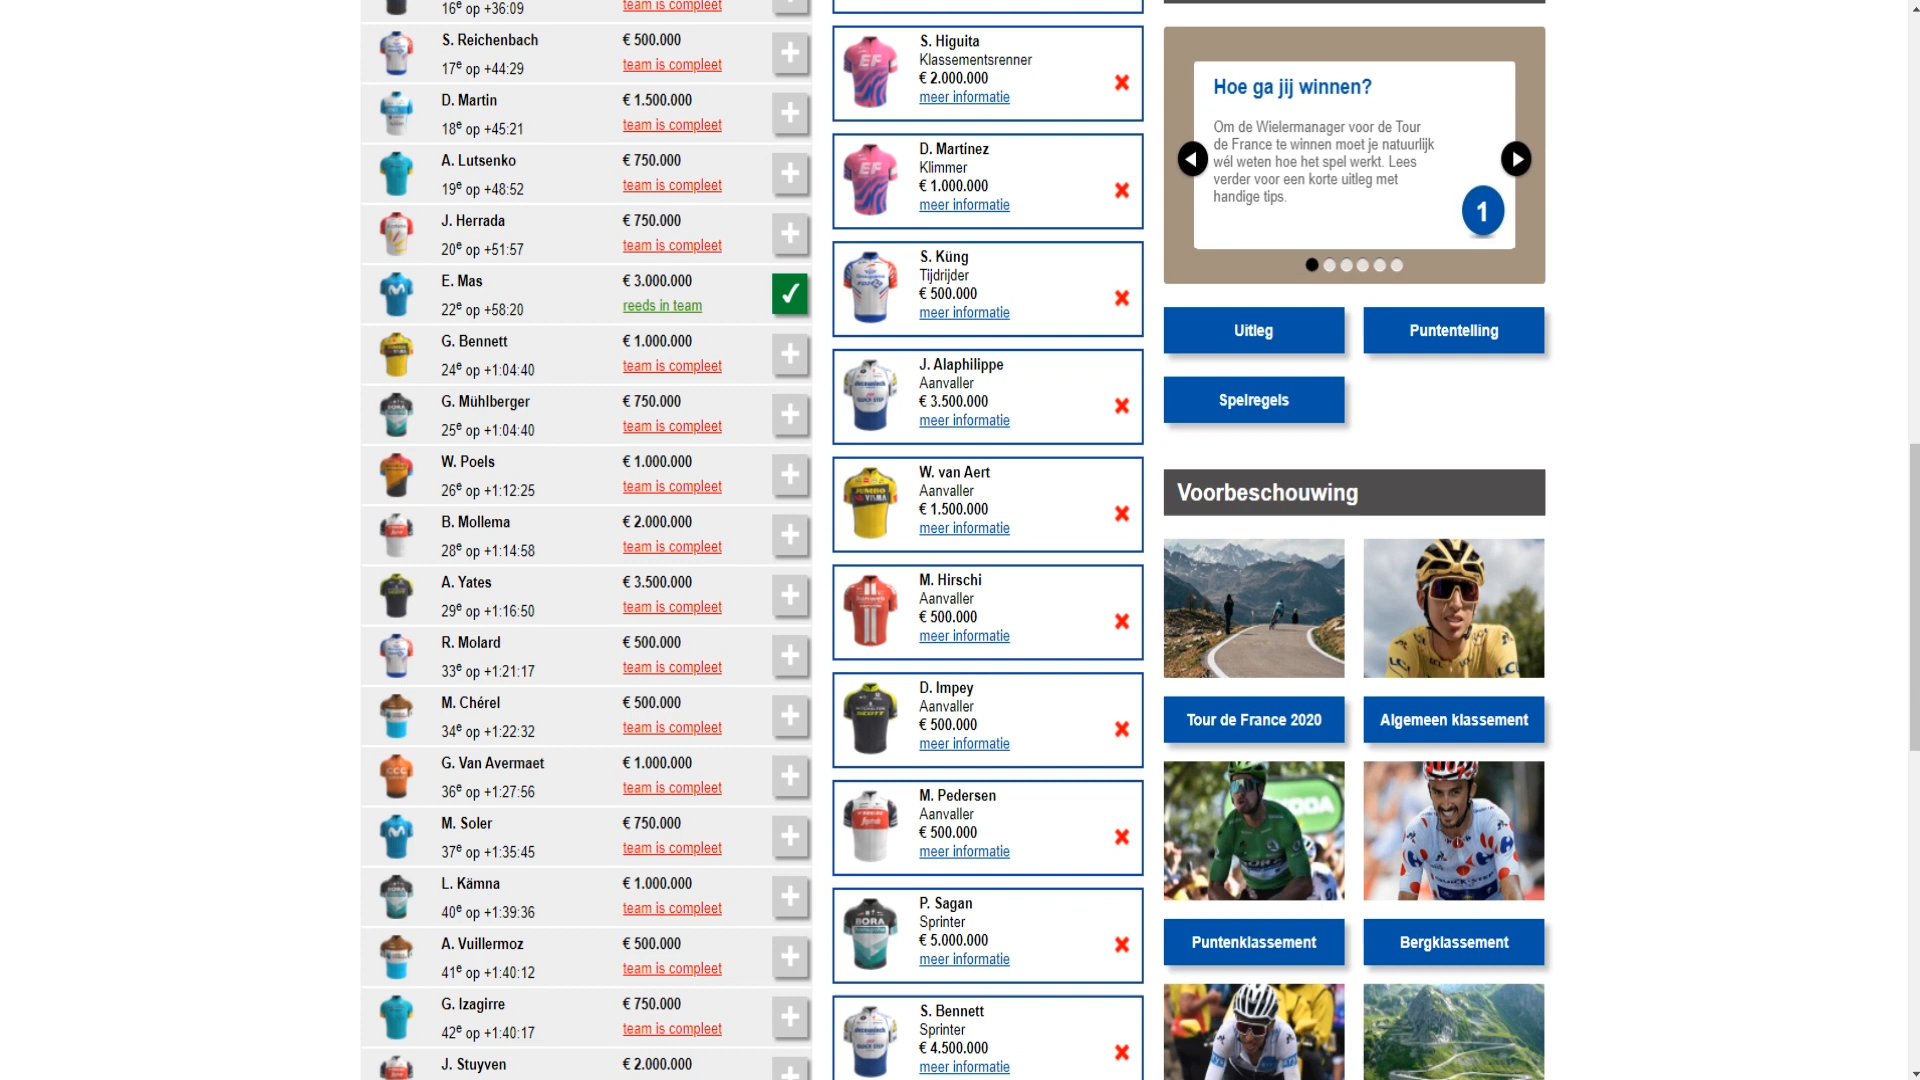 16e op +36:09
team is compleet
S. Reichenbach
€ 500.000
17e op +44:29
team is compleet
D. Martin
€ 1.500.000
18e op +45:21
team is compleet
A. Lutsenko
€ 750.000
19e op +48:52
team is compleet
J. Herrada
€ 750.000
20e op +51:57
team is compleet
E. Mas
€ 3.000.000
22e op +58:20
reeds in team
G. Bennett
€ 1.000.000
24e op +1:04:40
team is compleet
G. Mühlberger
€ 750.000
25e op +1:04:40
team is compleet
W. Poels
€ 1.000.000
26e op +1:12:25
team is compleet
B. Mollema
€ 2.000.000
28e op +1:14:58
team is compleet
A. Yates
€ 3.500.000
29e op +1:16:50
team is compleet
R. Molard
€ 500.000
33e op +1:21:17
team is compleet
M. Chérel
€ 500.000
34e op +1:22:32
team is compleet
G. Van Avermaet
€ 1.000.000
36e op +1:27:56
team is compleet
M. Soler
€ 750.000
37e op +1:35:45
team is compleet
L. Kämna
€ 1.000.000
40e op +1:39:36
team is compleet
A. Vuillermoz
€ 500.000
41e op +1:40:12
team is compleet
G. Izagirre
€ 750.000
42e op +1:40:17
team is compleet
J. Stuyven
€ 2.000.000
S. Higuita
Klassementsrenner
€ 2.000.000
meer informatie
D. Martínez
Klimmer
€ 1.000.000
meer informatie
S. Küng
Tijdrijder
€ 500.000
meer informatie
J. Alaphilippe
Aanvaller
€ 3.500.000
meer informatie
W. van Aert
Aanvaller
€ 1.500.000
meer informatie
M. Hirschi
Aanvaller
€ 500.000
meer informatie
D. Impey
Aanvaller
€ 500.000
meer informatie
M. Pedersen
Aanvaller
€ 500.000
meer informatie
P. Sagan
Sprinter
€ 5.000.000
meer informatie
S. Bennett
Sprinter
€ 4.500.000
meer informatie
Hoe ga jij winnen?
Om de Wielermanager voor de Tour
de France te winnen moet je natuurlijk
wél weten hoe het spel werkt. Lees
verder voor een korte uitleg met
handige tips.
1
Uitleg
Puntentelling
Spelregels
Voorbeschouwing
Tour de France 2020
Algemeen klassement
Puntenklassement
Bergklassement